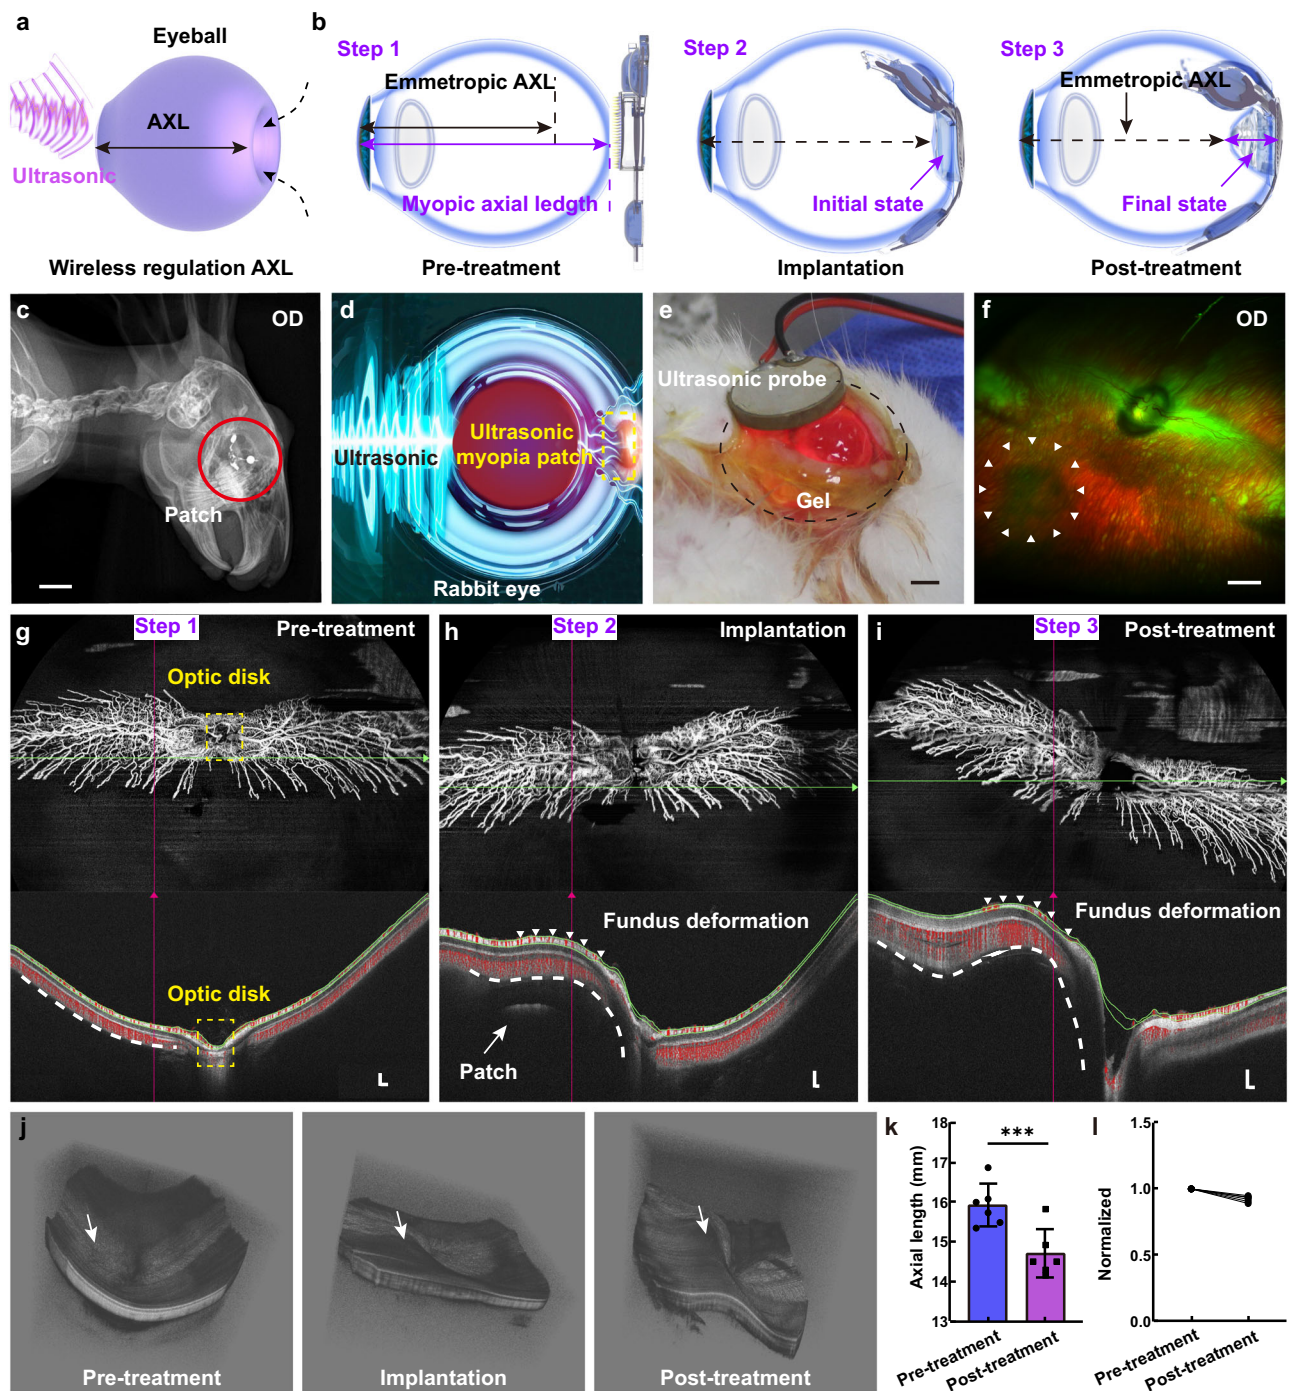 a
Eyeball
AXL
Ultrasonic
Wireless regulation AXL
b
Step 1
Emmetropic AXL
Myopic axial ledgth
Pre-treatment
Step 2
Initial state
Implantation
Step 3
Emmetropic AXL
Final state
Post-treatment
c
OD
Patch
d
Ultrasonic
Ultrasonic
myopia patch
Rabbit eye
e
Ultrasonic probe
Gel
f
OD
g
Step 1
Pre-treatment
Optic disk
Optic disk
h
Step 2
Implantation
Fundus deformation
Patch
i
Step 3
Post-treatment
Fundus deformation
j
Pre-treatment
Implantation
Post-treatment
k
Axial length (mm)
18
17
16
15
14
13
***
Pre-treatment
Post-treatment
l
Normalized
1.5
1.0
0.5
0.0
Pre-treatment
Post-treatment